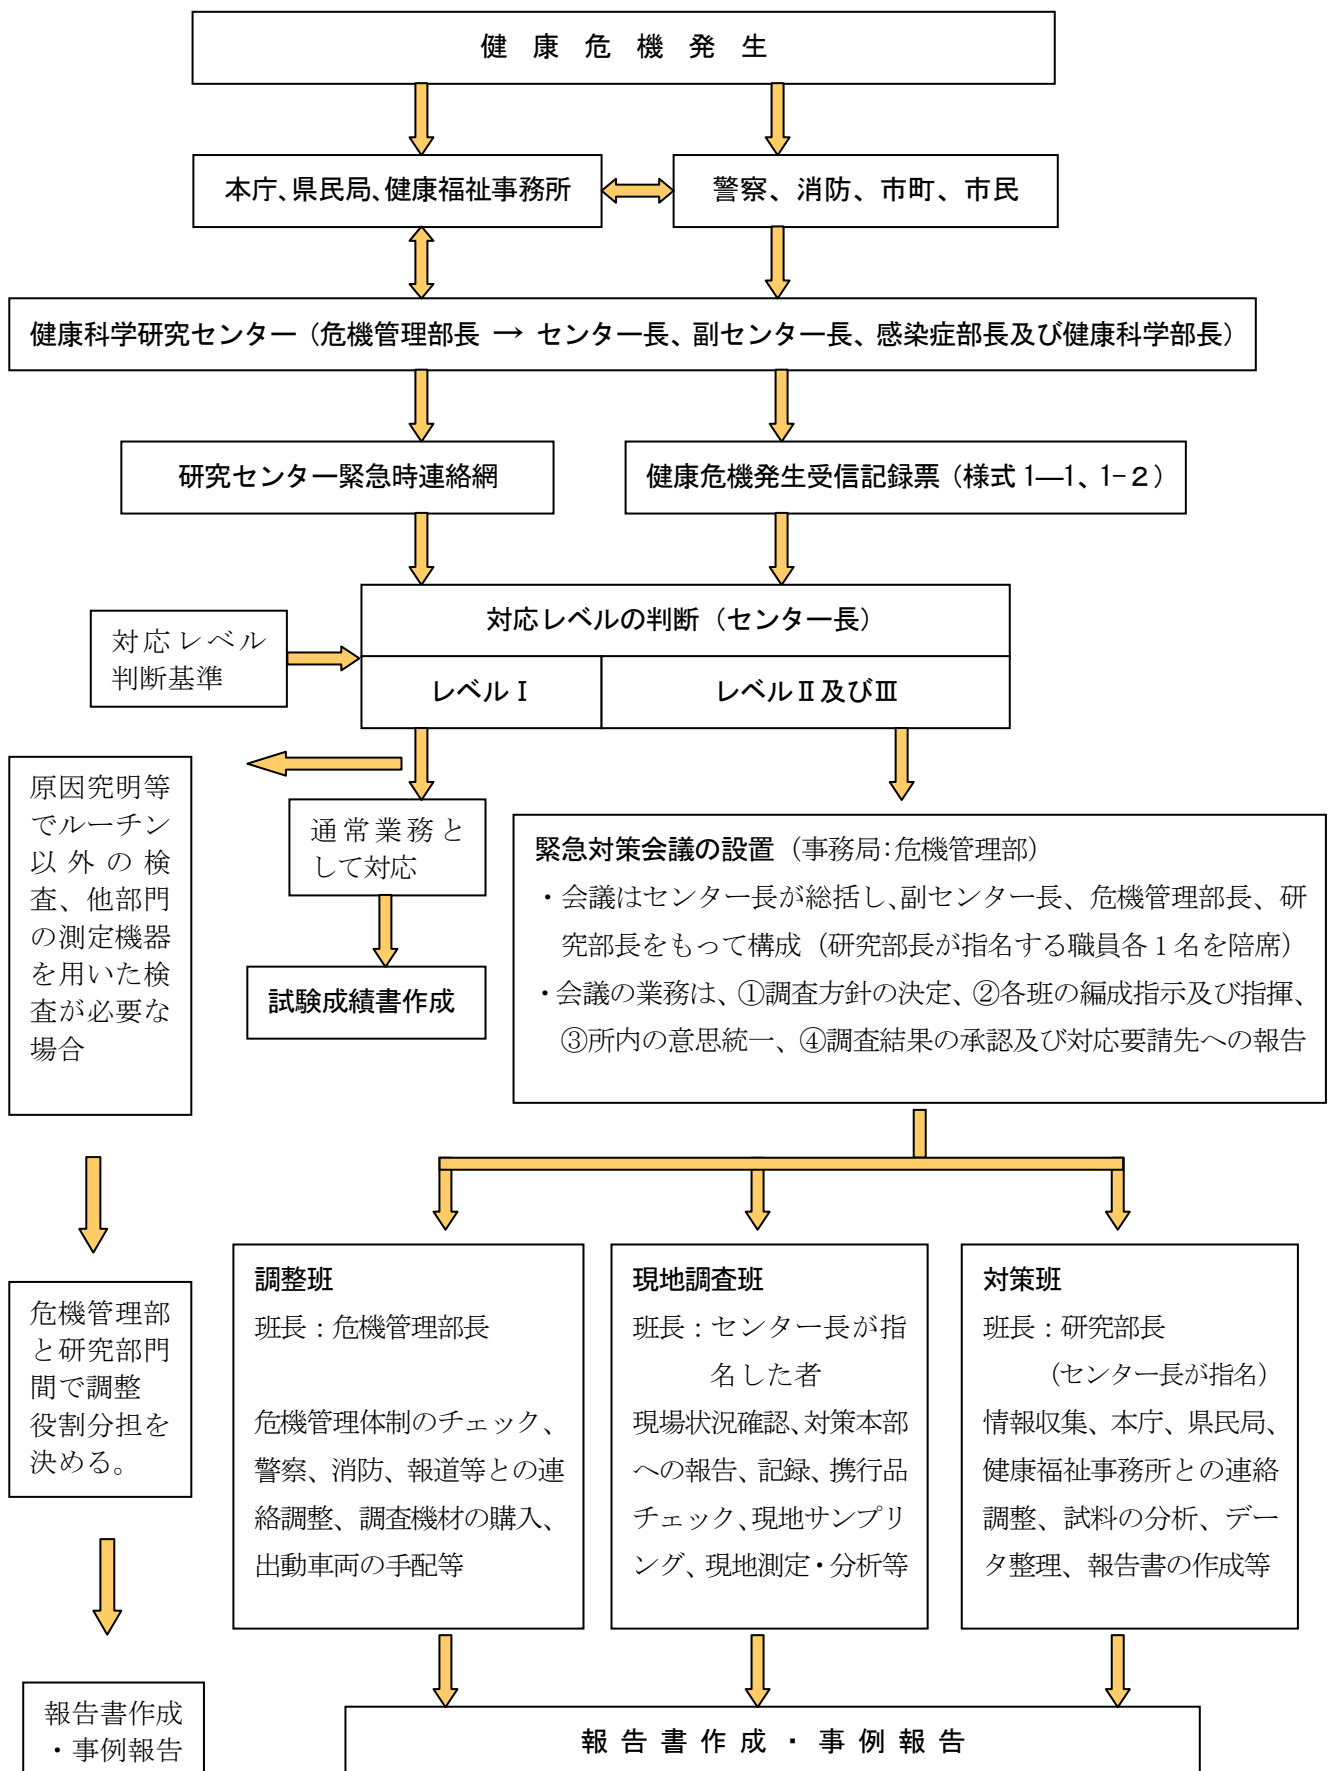 健 康 危 機 発 生
本庁、県民局、健康福祉事務所
警察、消防、市町、市民
健康科学研究センター（危機管理部長 → センター長、副センター長、感染症部長及び健康科学部長）
研究センター緊急時連絡網
健康危機発生受信記録票（様式 1―1、1-２）
対応レベルの判断（センター長）
対応レベル
判断基準
レベルⅠ
レベルⅡ及びⅢ
原因究明等
でルーチン
以外の検
査、他部門
の測定機器
を用いた検
査が必要な
場合
通常業務と
して対応
試験成績書作成
緊急対策会議の設置（事務局：危機管理部）
・会議はセンター長が総括し、副センター長、危機管理部長、研
究部長をもって構成（研究部長が指名する職員各１名を陪席）
・会議の業務は、①調査方針の決定、②各班の編成指示及び指揮、
③所内の意思統一、④調査結果の承認及び対応要請先への報告
危機管理部
と研究部門
間で調整
役割分担を
決める。
調整班
班長：危機管理部長
危機管理体制のチェック、
警察、消防、報道等との連
絡調整、調査機材の購入、
出動車両の手配等
現地調査班
班長：センター長が指
名した者
現場状況確認、対策本部
への報告、記録、携行品
チェック、現地サンプリ
ング、現地測定・分析等
対策班
班長：研究部長
（センター長が指名）
情報収集、本庁、県民局、
健康福祉事務所との連絡
調整、試料の分析、デー
タ整理、報告書の作成等
報告書作成
・事例報告
報 告 書 作 成 ・ 事 例 報 告